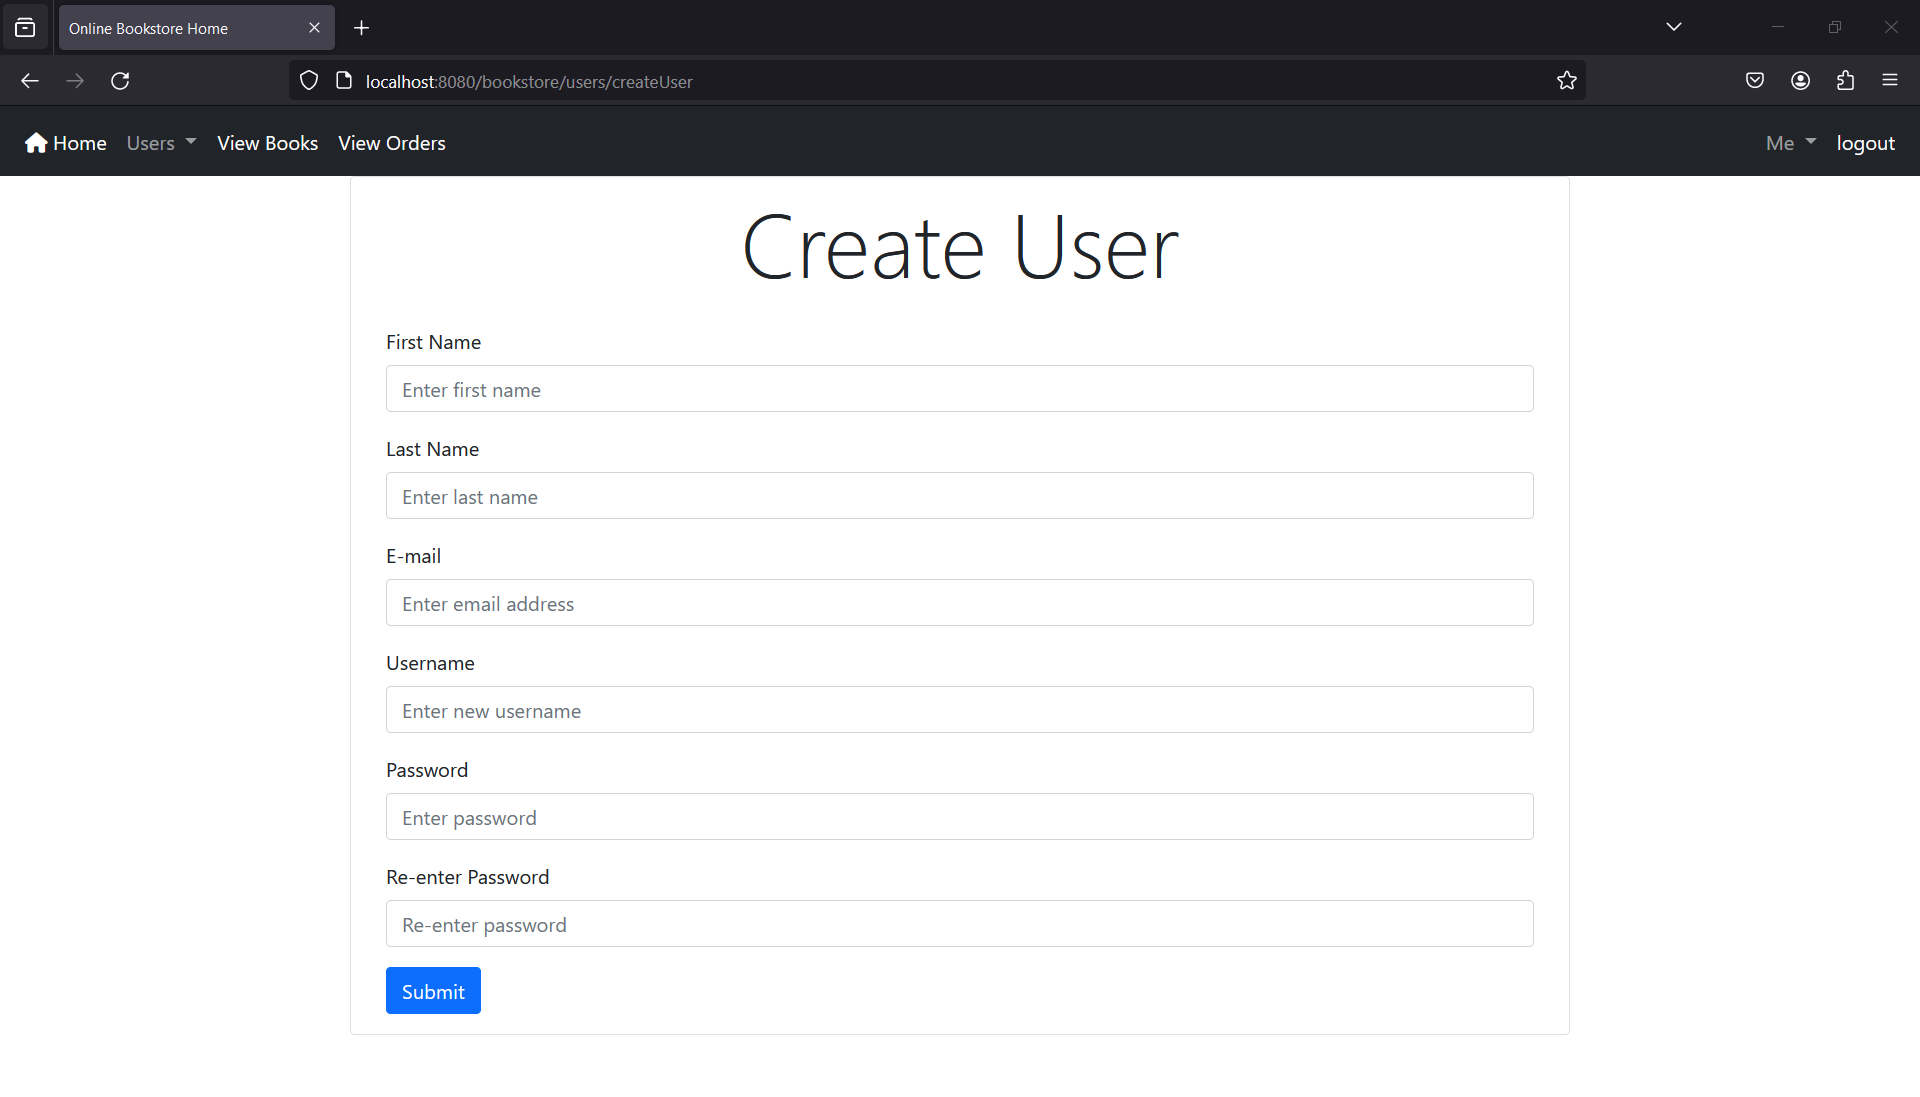 Online Bookstore Home
localhost:8080/bookstore/users/createUser
Home Users View Books View Orders Me logout
Create User
First Name
Enter first name
Last Name
Enter last name
E-mail
Enter email address
Username
Enter new username
Password
Enter password
Re-enter Password
Re-enter password
Submit